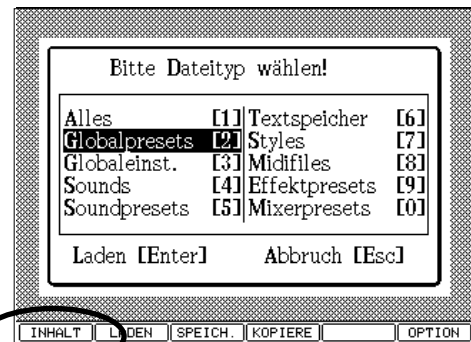 Bitte Dateityp wählen!
Alles [1] Textspeicher [6]
Globalpresets [2] Styles [7]
Globaleinst. [3] Midifiles [8]
Sounds [4] Effektpresets [9]
Soundpresets [5] Mixerpresets [0]
Laden [Enter] Abbruch [Esc]
INHALT LADEN SPEICH. KOPIERE OPTION